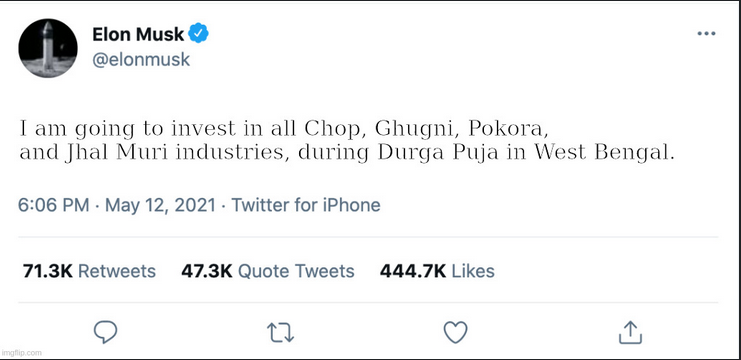 Elon Musk
@elonmusk
I am going to invest in all Chop, Ghugni, Pokora,
and Jhal Muri industries, during Durga Puja in West Bengal.
6:06 PM · May 12, 2021 · Twitter for iPhone
71.3K Retweets 47.3K Quote Tweets 444.7K Likes
imgflip.com